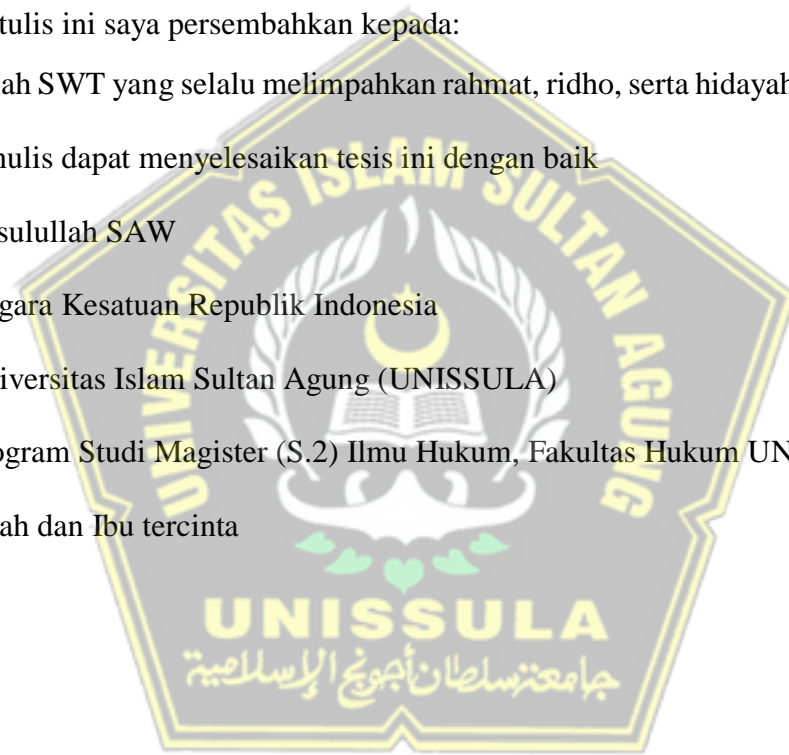 tulis ini saya persembahkan kepada:
lah SWT yang selalu melimpahkan rahmat, ridho, serta hidayah
nulis dapat menyelesaikan tesis ini dengan baik
sulullah SAW
gara Kesatuan Republik Indonesia
iversitas Islam Sultan Agung (UNISSULA)
ogram Studi Magister (S.2) Ilmu Hukum, Fakultas Hukum UN
ah dan Ibu tercinta
UNIVERSITAS ISLAM SULTAN AGUNG
UNISSULA
جامعة سلطان أجونج الإسلامية